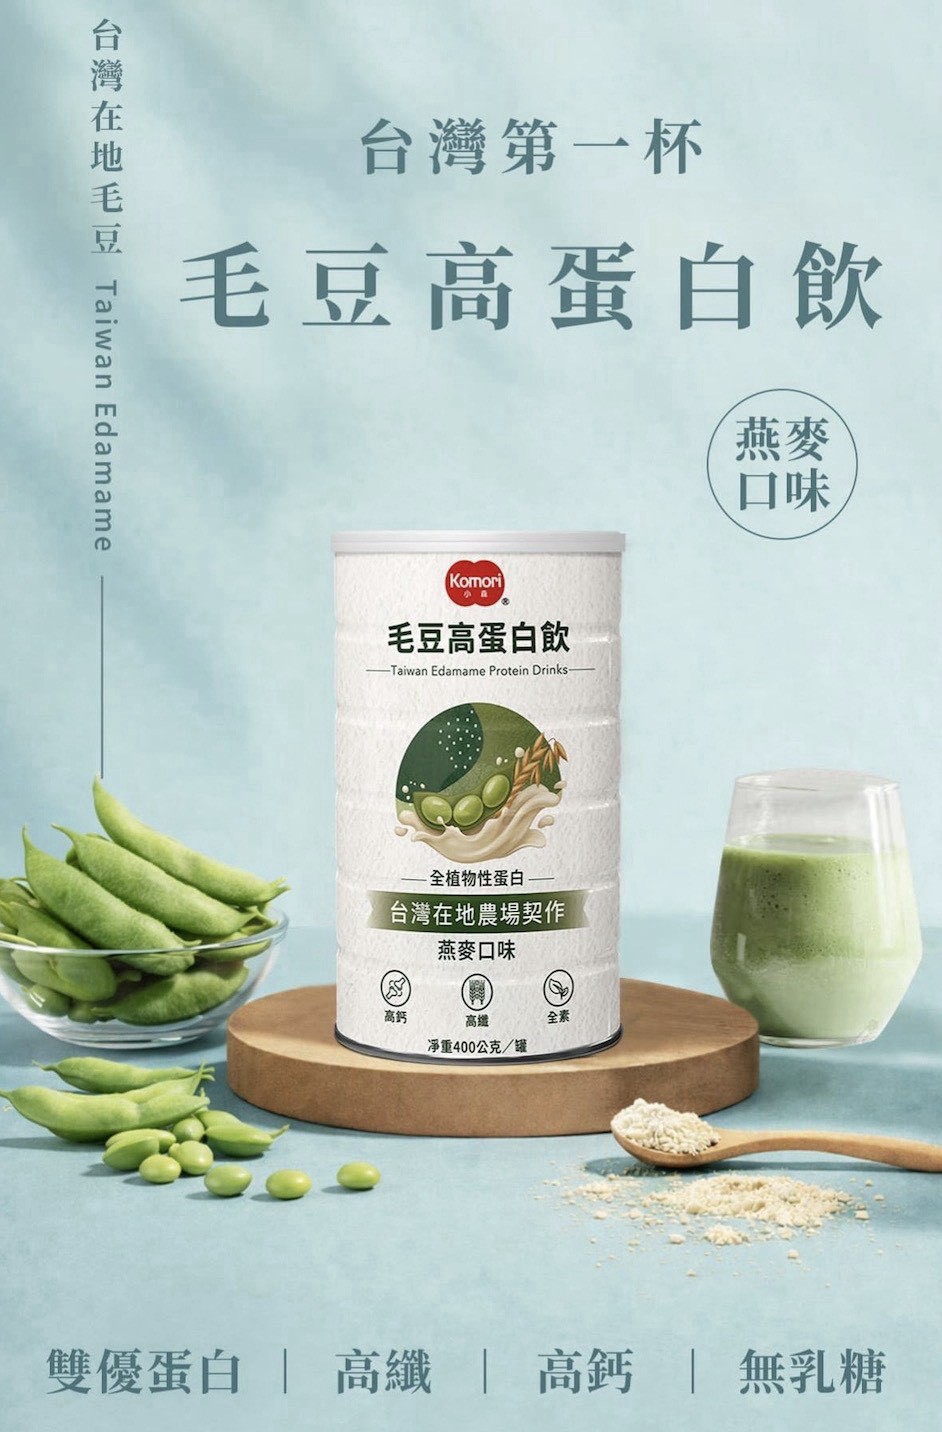 台灣在地毛豆 Taiwan Edamame
台灣第一杯
毛豆高蛋白飲
燕麥
口味
Komori
小森
®
毛豆高蛋白飲
Taiwan Edamame Protein Drinks
全植物性蛋白
台灣在地農場契作
燕麥口味
高鈣 高纖 全素
淨重400公克／罐
雙優蛋白｜高纖｜高鈣｜無乳糖